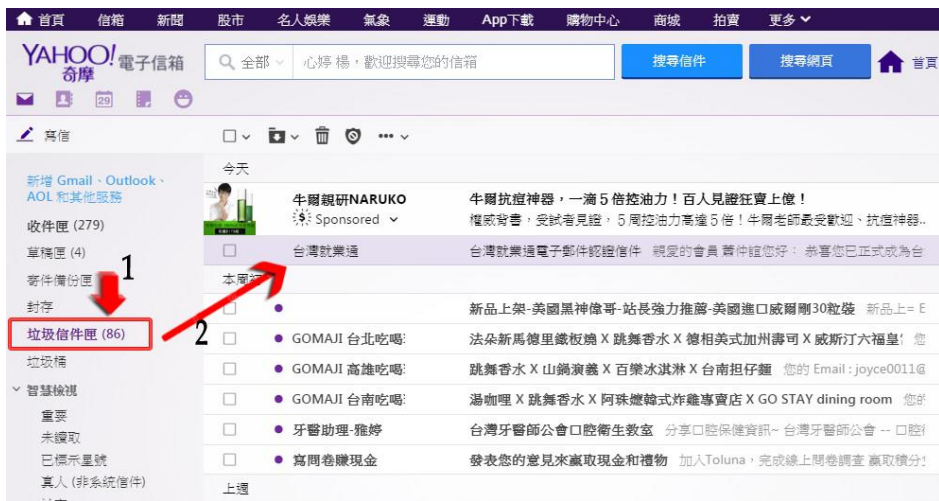 首頁 信箱 新聞 股市 名人娛樂 氣象 運動 App下載 購物中心 商城 拍賣 更多
YAHOO! 奇摩 電子信箱
全部 心婷 楊，歡迎搜尋您的信箱 搜尋信件 搜尋網頁 首頁
29
寫信
新增 Gmail、Outlook、
AOL 和其他服務
收件匣 (279)
草稿匣 (4)
寄件備份匣
1
封存
垃圾信件匣 (86)
2
垃圾桶
智慧檢視
重要
未讀取
已標示星號
真人 (非系統信件)
今天
牛爾親研NARUKO 牛爾抗痘神器，一滴５倍控油力！百人見證狂賣上億！
Sponsored 權威背書，受試者見證，５周控油力高達５倍！牛爾老師最受歡迎、抗痘神器..
台灣就業通 台灣就業通電子郵件認證信件 親愛的會員 蕭仲誼您好： 恭喜您已正式成為台
本周
新品上架-美國黑神偉哥-站長強力推薦-美國進口威爾剛30粒裝 新品上= E
GOMAJI 台北吃喝 法朵新馬德里鐵板燒 X 跳舞香水 X 德相美式加州壽司 X 威斯汀六福皇 您
GOMAJI 高雄吃喝 跳舞香水 X 山鍋演義 X 百樂冰淇淋 X 台南担仔麵 您的 Email : joyce0011@
GOMAJI 台南吃喝 湯咖哩 X 跳舞香水 X 阿珠嬤韓式炸雞專賣店 X GO STAY dining room 您的
牙醫助理-雅婷 台灣牙醫師公會口腔衛生教室 分享口腔保健資訊~ 台灣牙醫師公會 -- 口腔
寫問卷賺現金 發表您的意見來贏取現金和禮物 加入Toluna，完成線上問卷調查 贏取積分
上週